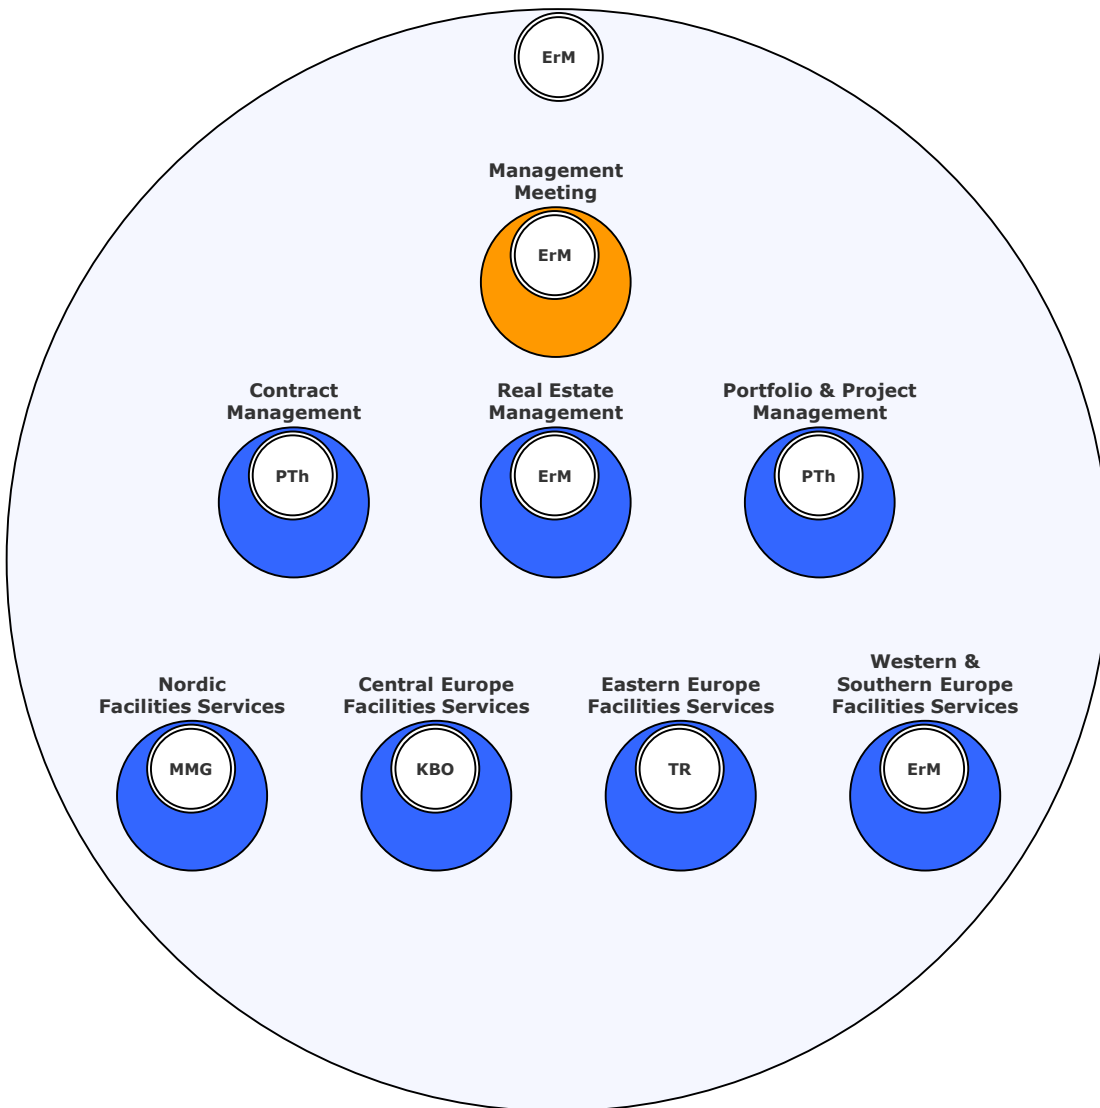 ErM
Management
Meeting
ErM
Contract
Management
Real Estate
Management
Portfolio & Project
Management
PTh
ErM
PTh
Nordic
Facilities Services
Central Europe
Facilities Services
Eastern Europe
Facilities Services
Western &
Southern Europe
Facilities Services
MMG
KBO
TR
ErM